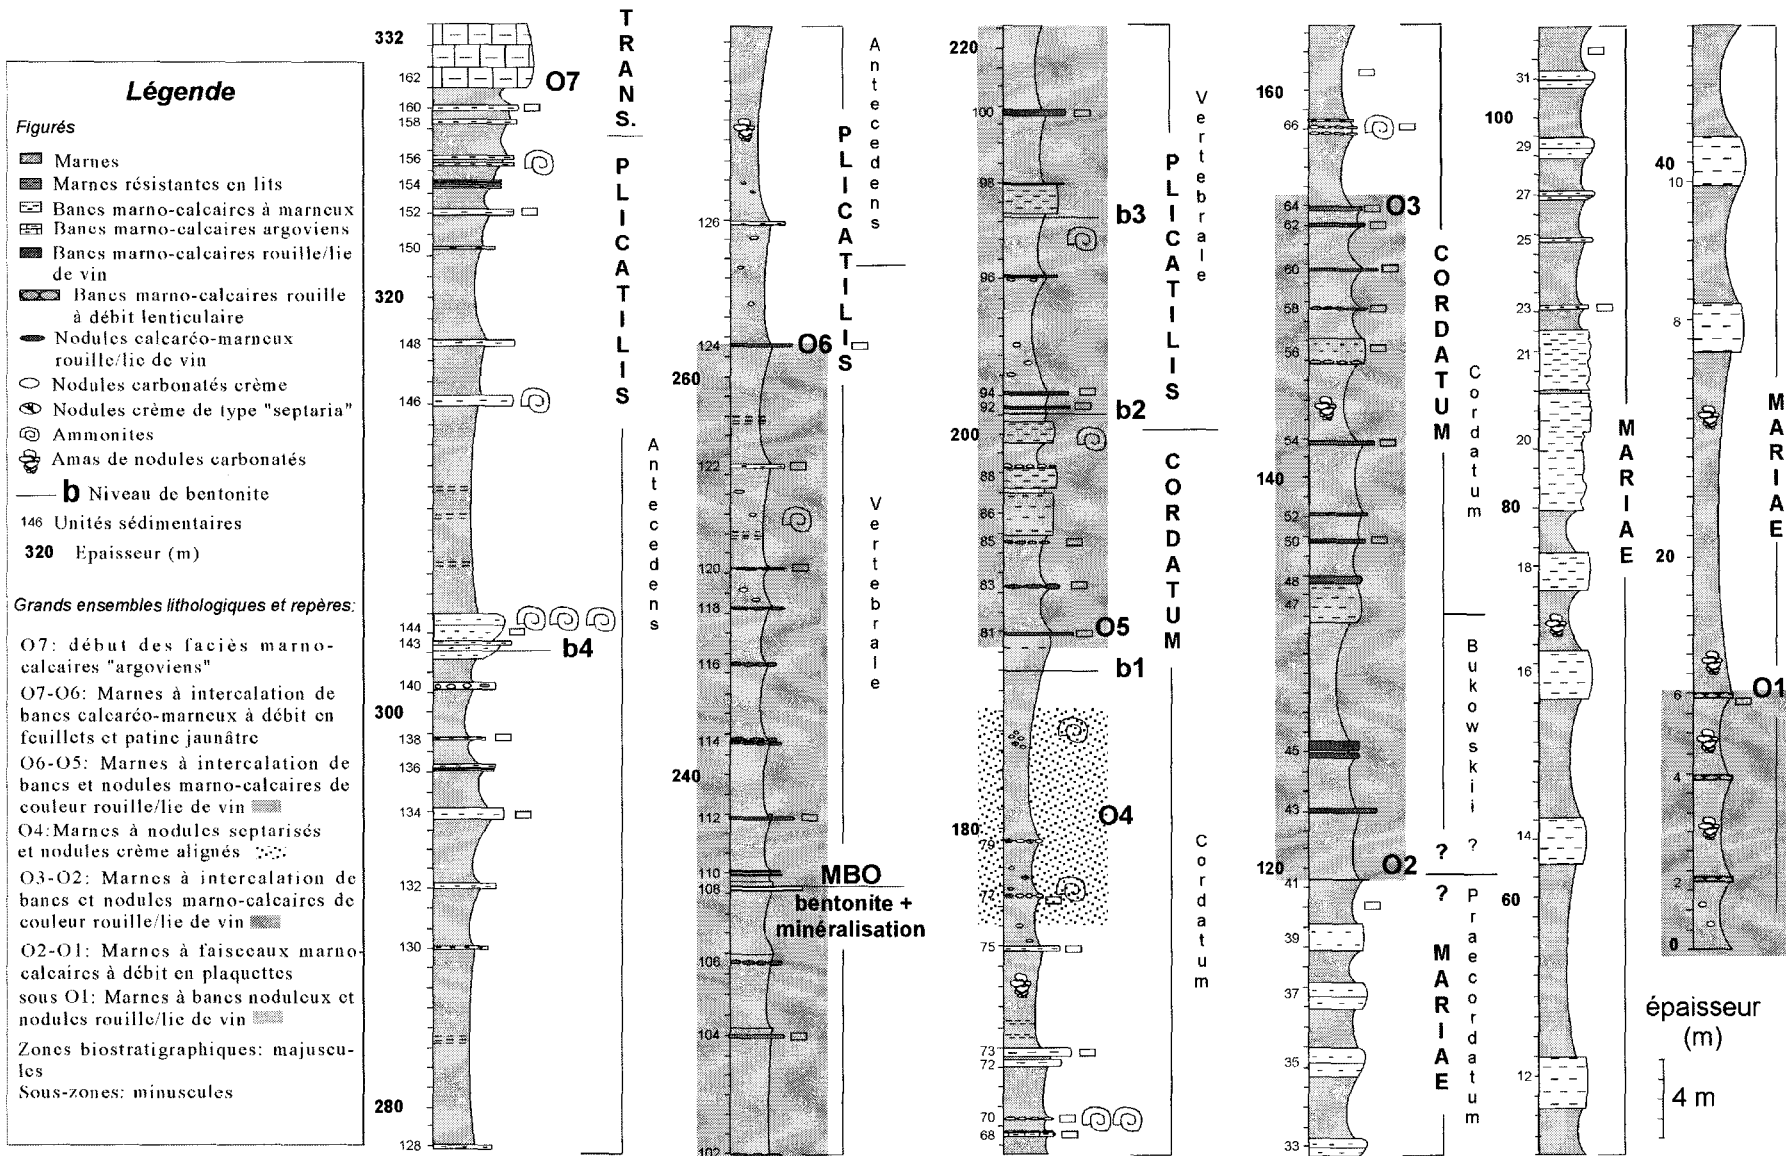 Légende
Figurés
Marnes
Marnes résistantes en lits
Bancs marno-calcaires à marneux
Bancs marno-calcaires argoviens
Bancs marno-calcaires rouille/lie
de vin
Bancs marno-calcaires rouille
à débit lenticulaire
Nodules calcaréo-marneux
rouille/lie de vin
Nodules carbonatés crème
Nodules crème de type "septaria"
Ammonites
Amas de nodules carbonatés
b Niveau de bentonite
146 Unités sédimentaires
320 Epaisseur (m)
Grands ensembles lithologiques et repères:
O7: début des faciès marno-
calcaires "argoviens"
O7-O6: Marnes à intercalation de
bancs calcaréo-marneux à débit en
feuillets et patine jaunâtre
O6-O5: Marnes à intercalation de
bancs et nodules marno-calcaires de
couleur rouille/lie de vin
O4: Marnes à nodules septarisés
et nodules crème alignés
O3-O2: Marnes à intercalation de
bancs et nodules marno-calcaires de
couleur rouille/lie de vin
O2-O1: Marnes à faisceaux marno-
calcaires à débit en plaquettes
sous O1: Marnes à bancs noduleux et
nodules rouille/lie de vin
Zones biostratigraphiques: majuscu-
les
Sous-zones: minuscules
332
162
O7
160
158
156
154
152
150
320
148
146
144
143
b4
140
300
138
136
134
132
130
280
128
TRANS.
PLICATILIS
Antecedens
126
124
O6
260
122
120
118
116
114
240
112
110
108
MBO
bentonite +
minéralisation
106
104
102
Antecedens
PLICATILIS
Vertebrale
220
100
98
b3
96
94
92
b2
200
88
86
85
83
81
O5
b1
O4
180
79
77
75
73
72
70
68
Vertebrale
PLICATILIS
CORDATUM
Cordatum
160
66
64
O3
62
60
58
56
54
140
52
50
48
47
45
43
O2
120
41
39
37
35
33
CORDATUM
Cordatum
Bukowskii ?
?
?
MARIAE
Praecordatum
31
100
29
27
25
23
21
20
80
18
16
14
60
12
MARIAE
40
10
8
20
6
O1
4
2
0
MARIAE
épaisseur
(m)
4 m